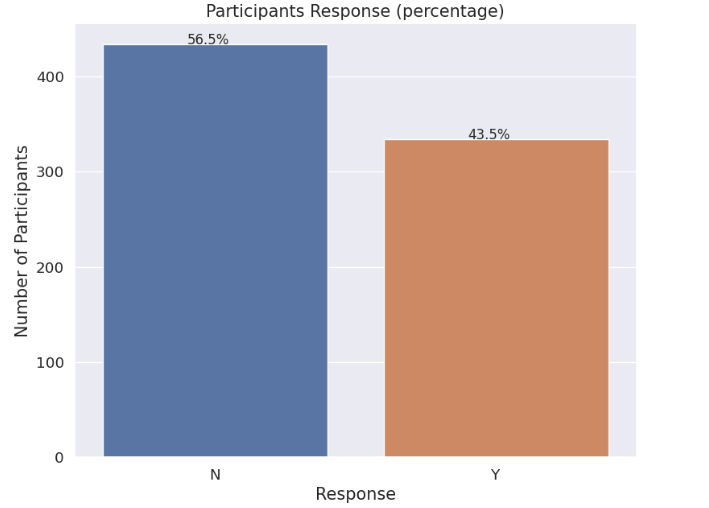 Participants Response (percentage)
56.5%
43.5%
400
300
200
100
0
Number of Participants
N
Y
Response